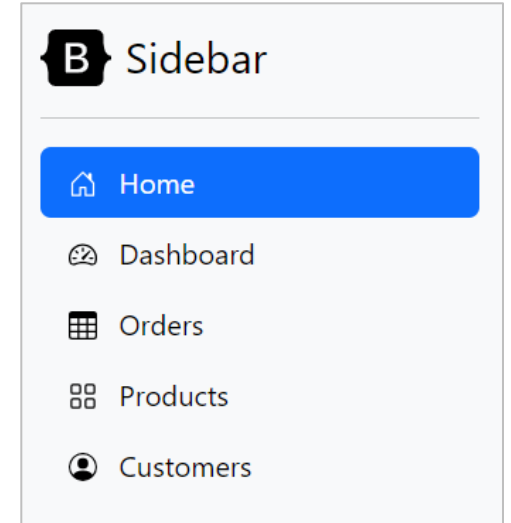 B Sidebar
Home
Dashboard
Orders
Products
Customers